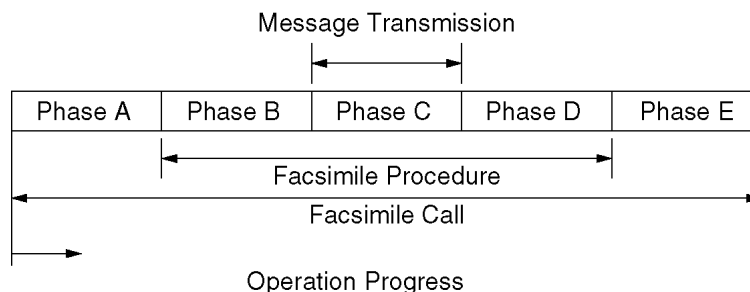 Message Transmission
Phase A Phase B Phase C Phase D Phase E
Facsimile Procedure
Facsimile Call
Operation Progress